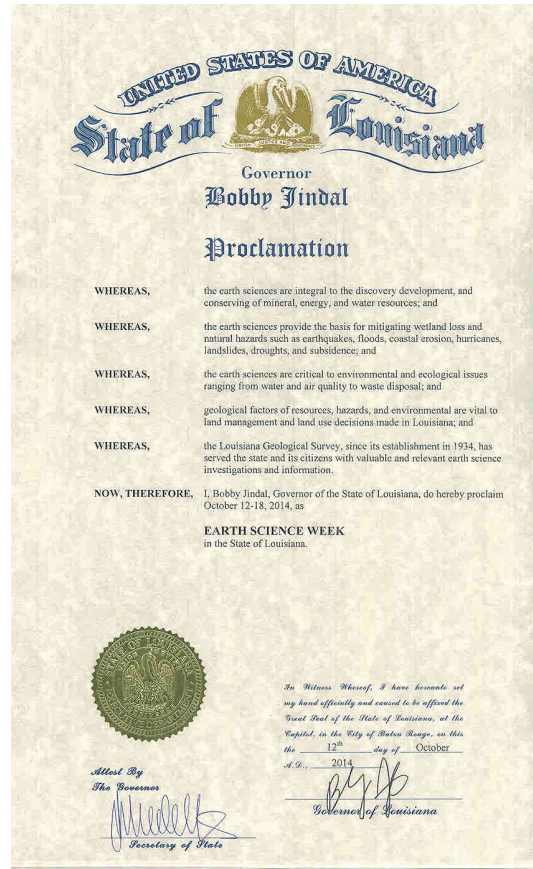 UNITED STATES OF AMERICA
State of Louisiana
UNION JUSTICE AND CONFIDENCE
Governor
Bobby Jindal
Proclamation
WHEREAS, the earth sciences are integral to the discovery development, and
conserving of mineral, energy, and water resources; and
WHEREAS, the earth sciences provide the basis for mitigating wetland loss and
natural hazards such as earthquakes, floods, coastal erosion, hurricanes,
landslides, droughts, and subsidence; and
WHEREAS, the earth sciences are critical to environmental and ecological issues
ranging from water and air quality to waste disposal; and
WHEREAS, geological factors of resources, hazards, and environmental are vital to
land management and land use decisions made in Louisiana; and
WHEREAS, the Louisiana Geological Survey, since its establishment in 1934, has
served the state and its citizens with valuable and relevant earth science
investigations and information.
NOW, THEREFORE, I, Bobby Jindal, Governor of the State of Louisiana, do hereby proclaim
October 12-18, 2014, as
EARTH SCIENCE WEEK
in the State of Louisiana.
STATE OF LOUISIANA
In Witness Whereof, I have hereunto set
my hand officially and caused to be affixed the
Great Seal of the State of Louisiana, at the
Capitol, in the City of Baton Rouge, on this
the 12th day of October
A.D., 2014
Governor of Louisiana
Attest By
The Governor
Secretary of State